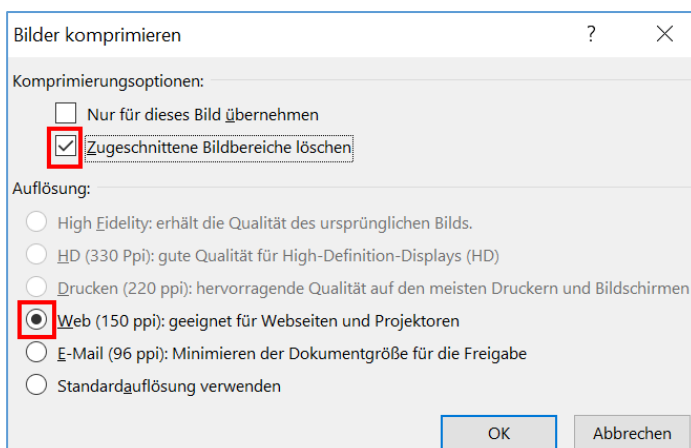 Bilder komprimieren ?
Komprimierungsoptionen:
Nur für dieses Bild übernehmen
Zugeschnittene Bildbereiche löschen
Auflösung:
High Fidelity: erhält die Qualität des ursprünglichen Bilds.
HD (330 Ppi): gute Qualität für High-Definition-Displays (HD)
Drucken (220 ppi): hervorragende Qualität auf den meisten Druckern und Bildschirmen
Web (150 ppi): geeignet für Webseiten und Projektoren
E-Mail (96 ppi): Minimieren der Dokumentgröße für die Freigabe
Standardauflösung verwenden
OK Abbrechen